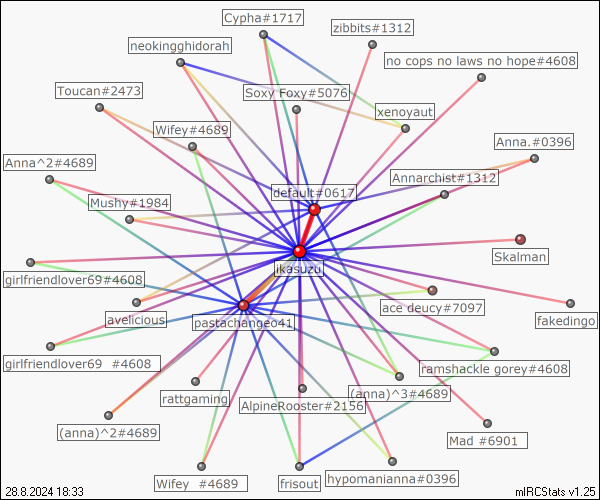 Cypha#1717
zibbits#1312
neokingghidorah
no cops no laws no hope#4608
Toucan#2473
Soxy Foxy#5076
xenoyaut
Wifey#4689
Anna.#0396
Anna^2#4689
Annarchist#1312
default#0617
Mushy#1984
Skalman
ikasuzu
girlfriendlover69#4608
ace deucy#7097
fakedingo
avelicious
pastachangeo41
girlfriendlover69 #4608
ramshackle gorey#4608
rattgaming
(anna)^3#4689
AlpineRooster#2156
(anna)^2#4689
Mad #6901
hypomanianna#0396
Wifey #4689
frisout
28.8.2024 18:33
mIRCStats v1.25